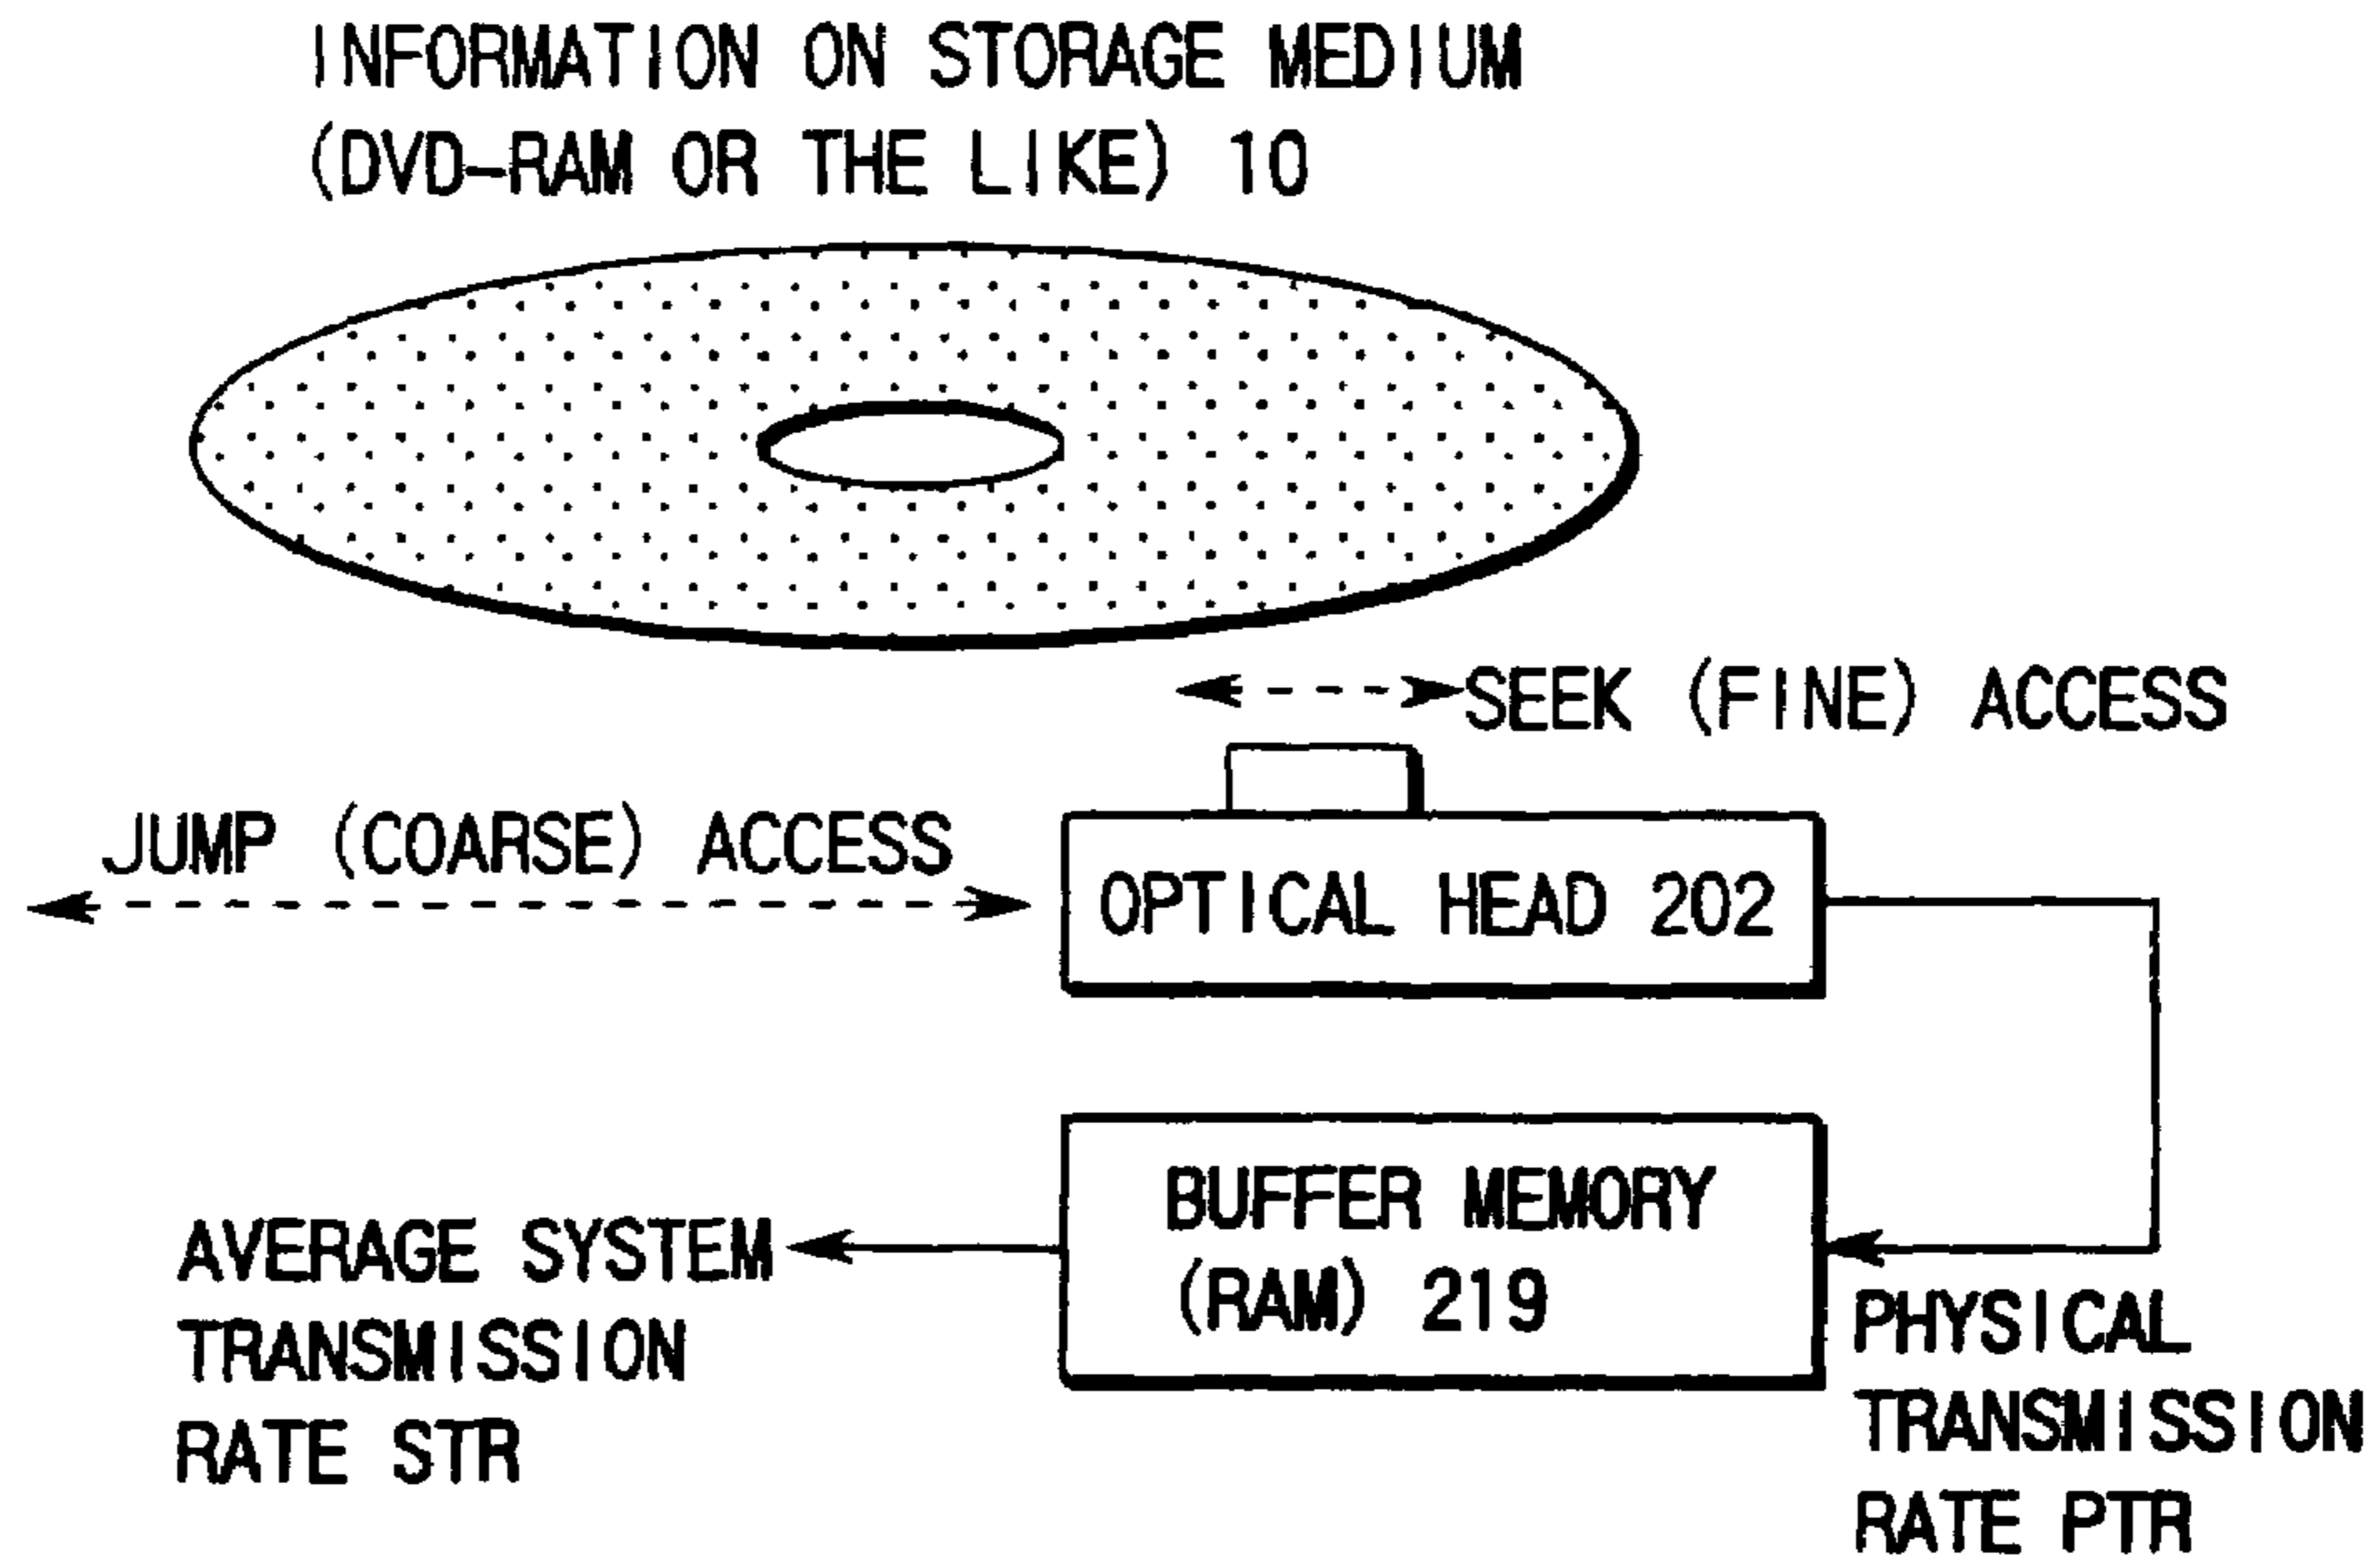 INFORMATION ON STORAGE MEDIUM
(DVD-RAM OR THE LIKE) 10
SEEK (FINE) ACCESS
JUMP (COARSE) ACCESS
OPTICAL HEAD 202
BUFFER MEMORY
(RAM) 219
AVERAGE SYSTEM
TRANSMISSION
RATE STR
PHYSICAL
TRANSMISSION
RATE PTR